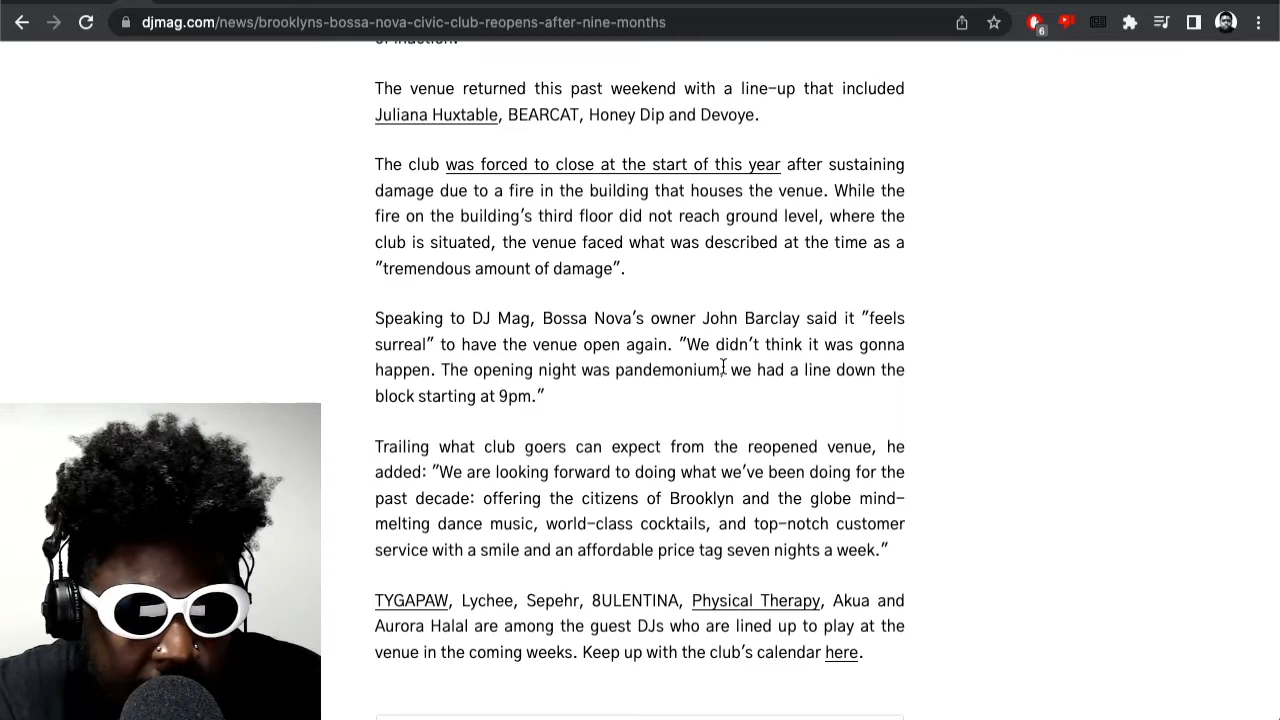 djmag.com/news/brooklyns-bossa-nova-civic-club-reopens-after-nine-months
6
of inaction.
The venue returned this past weekend with a line-up that included
Juliana Huxtable, BEARCAT, Honey Dip and Devoye.
The club was forced to close at the start of this year after sustaining
damage due to a fire in the building that houses the venue. While the
fire on the building's third floor did not reach ground level, where the
club is situated, the venue faced what was described at the time as a
"tremendous amount of damage".
Speaking to DJ Mag, Bossa Nova's owner John Barclay said it "feels
surreal" to have the venue open again. "We didn't think it was gonna
happen. The opening night was pandemonium, we had a line down the
block starting at 9pm."
Trailing what club goers can expect from the reopened venue, he
added: "We are looking forward to doing what we've been doing for the
past decade: offering the citizens of Brooklyn and the globe mind-
melting dance music, world-class cocktails, and top-notch customer
service with a smile and an affordable price tag seven nights a week."
TYGAPAW, Lychee, Sepehr, 8ULENTINA, Physical Therapy, Akua and
Aurora Halal are among the guest DJs who are lined up to play at the
venue in the coming weeks. Keep up with the club's calendar here.